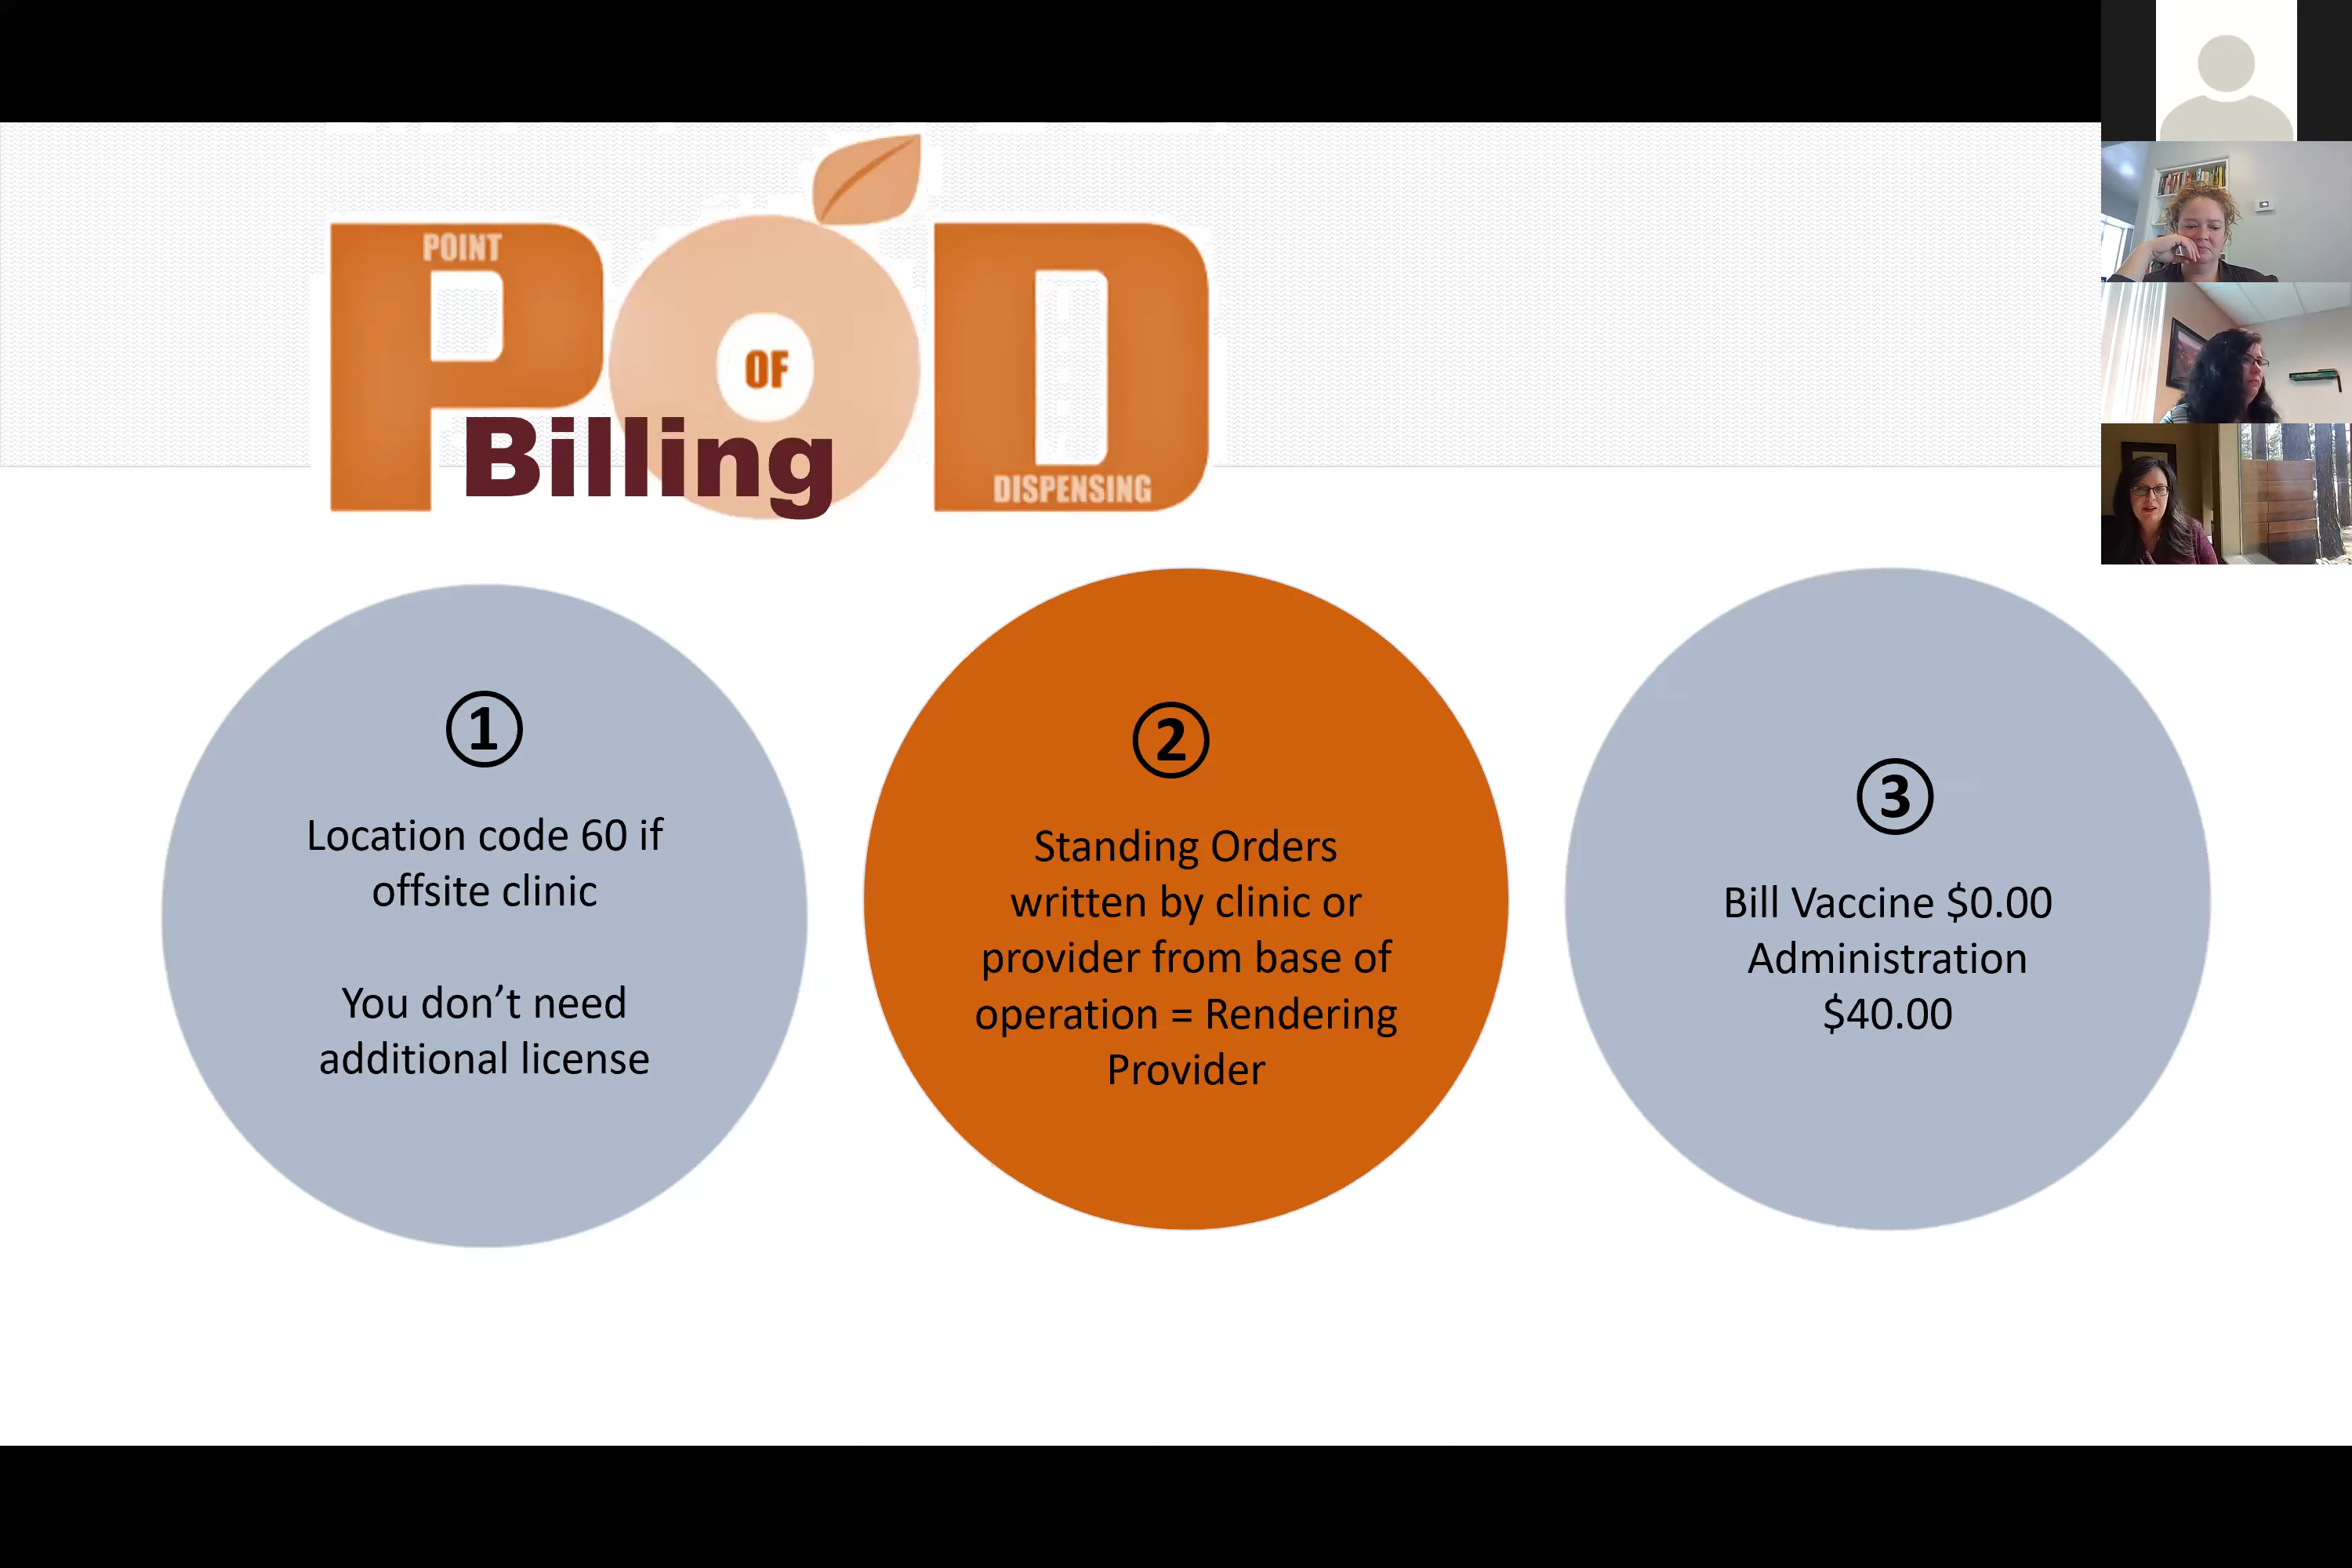 POINT
POD
OF
Billing
DISPENSING
①
Location code 60 if
offsite clinic
You don’t need
additional license
②
Standing Orders
written by clinic or
provider from base of
operation = Rendering
Provider
③
Bill Vaccine $0.00
Administration
$40.00